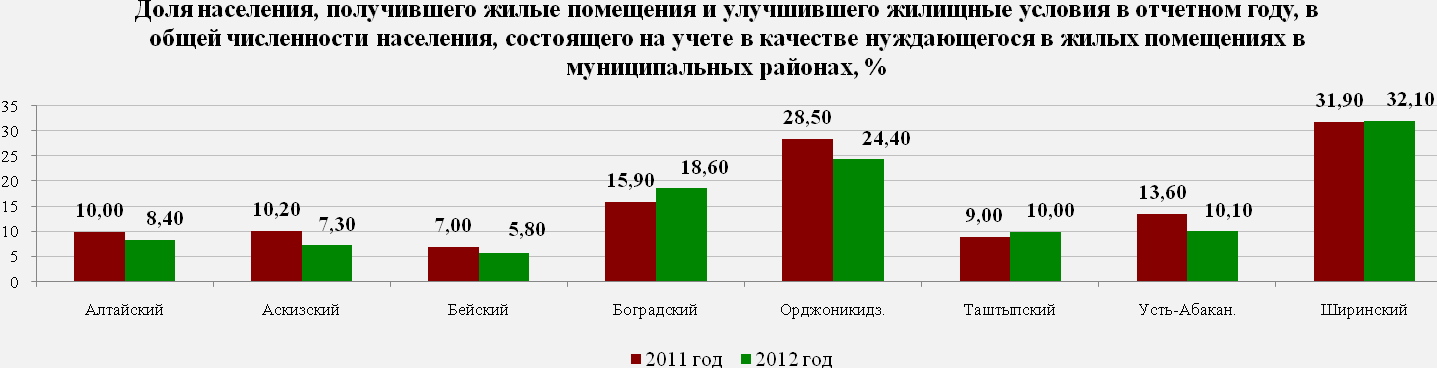 Доля населения, получившего жилые помещения и улучшившего жилищные условия в отчетном году, в
общей численности населения, состоящего на учете в качестве нуждающегося в жилых помещениях в
муниципальных районах, %
35
30
25
20
15
10
5
0
10,00
8,40
10,20
7,30
7,00
5,80
15,90
18,60
28,50
24,40
9,00
10,00
13,60
10,10
31,90
32,10
Алтайский
Аскизский
Бейский
Боградский
Орджоникидз.
Таштыпский
Усть-Абакан.
Ширинский
2011 год
2012 год